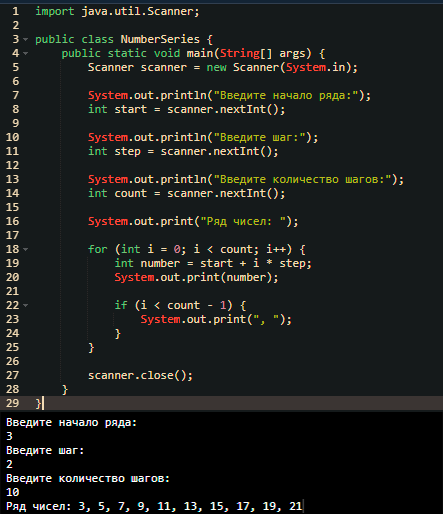 1 import java.util.Scanner;
2
3 public class NumberSeries {
4     public static void main(String[] args) {
5         Scanner scanner = new Scanner(System.in);
6
7         System.out.println("Введите начало ряда:");
8         int start = scanner.nextInt();
9
10         System.out.println("Введите шаг:");
11         int step = scanner.nextInt();
12
13         System.out.println("Введите количество шагов:");
14         int count = scanner.nextInt();
15
16         System.out.print("Ряд чисел: ");
17
18         for (int i = 0; i < count; i++) {
19             int number = start + i * step;
20             System.out.print(number);
21
22             if (i < count - 1) {
23                 System.out.print(", ");
24             }
25         }
26
27         scanner.close();
28     }
29 }
Введите начало ряда:
3
Введите шаг:
2
Введите количество шагов:
10
Ряд чисел: 3, 5, 7, 9, 11, 13, 15, 17, 19, 21